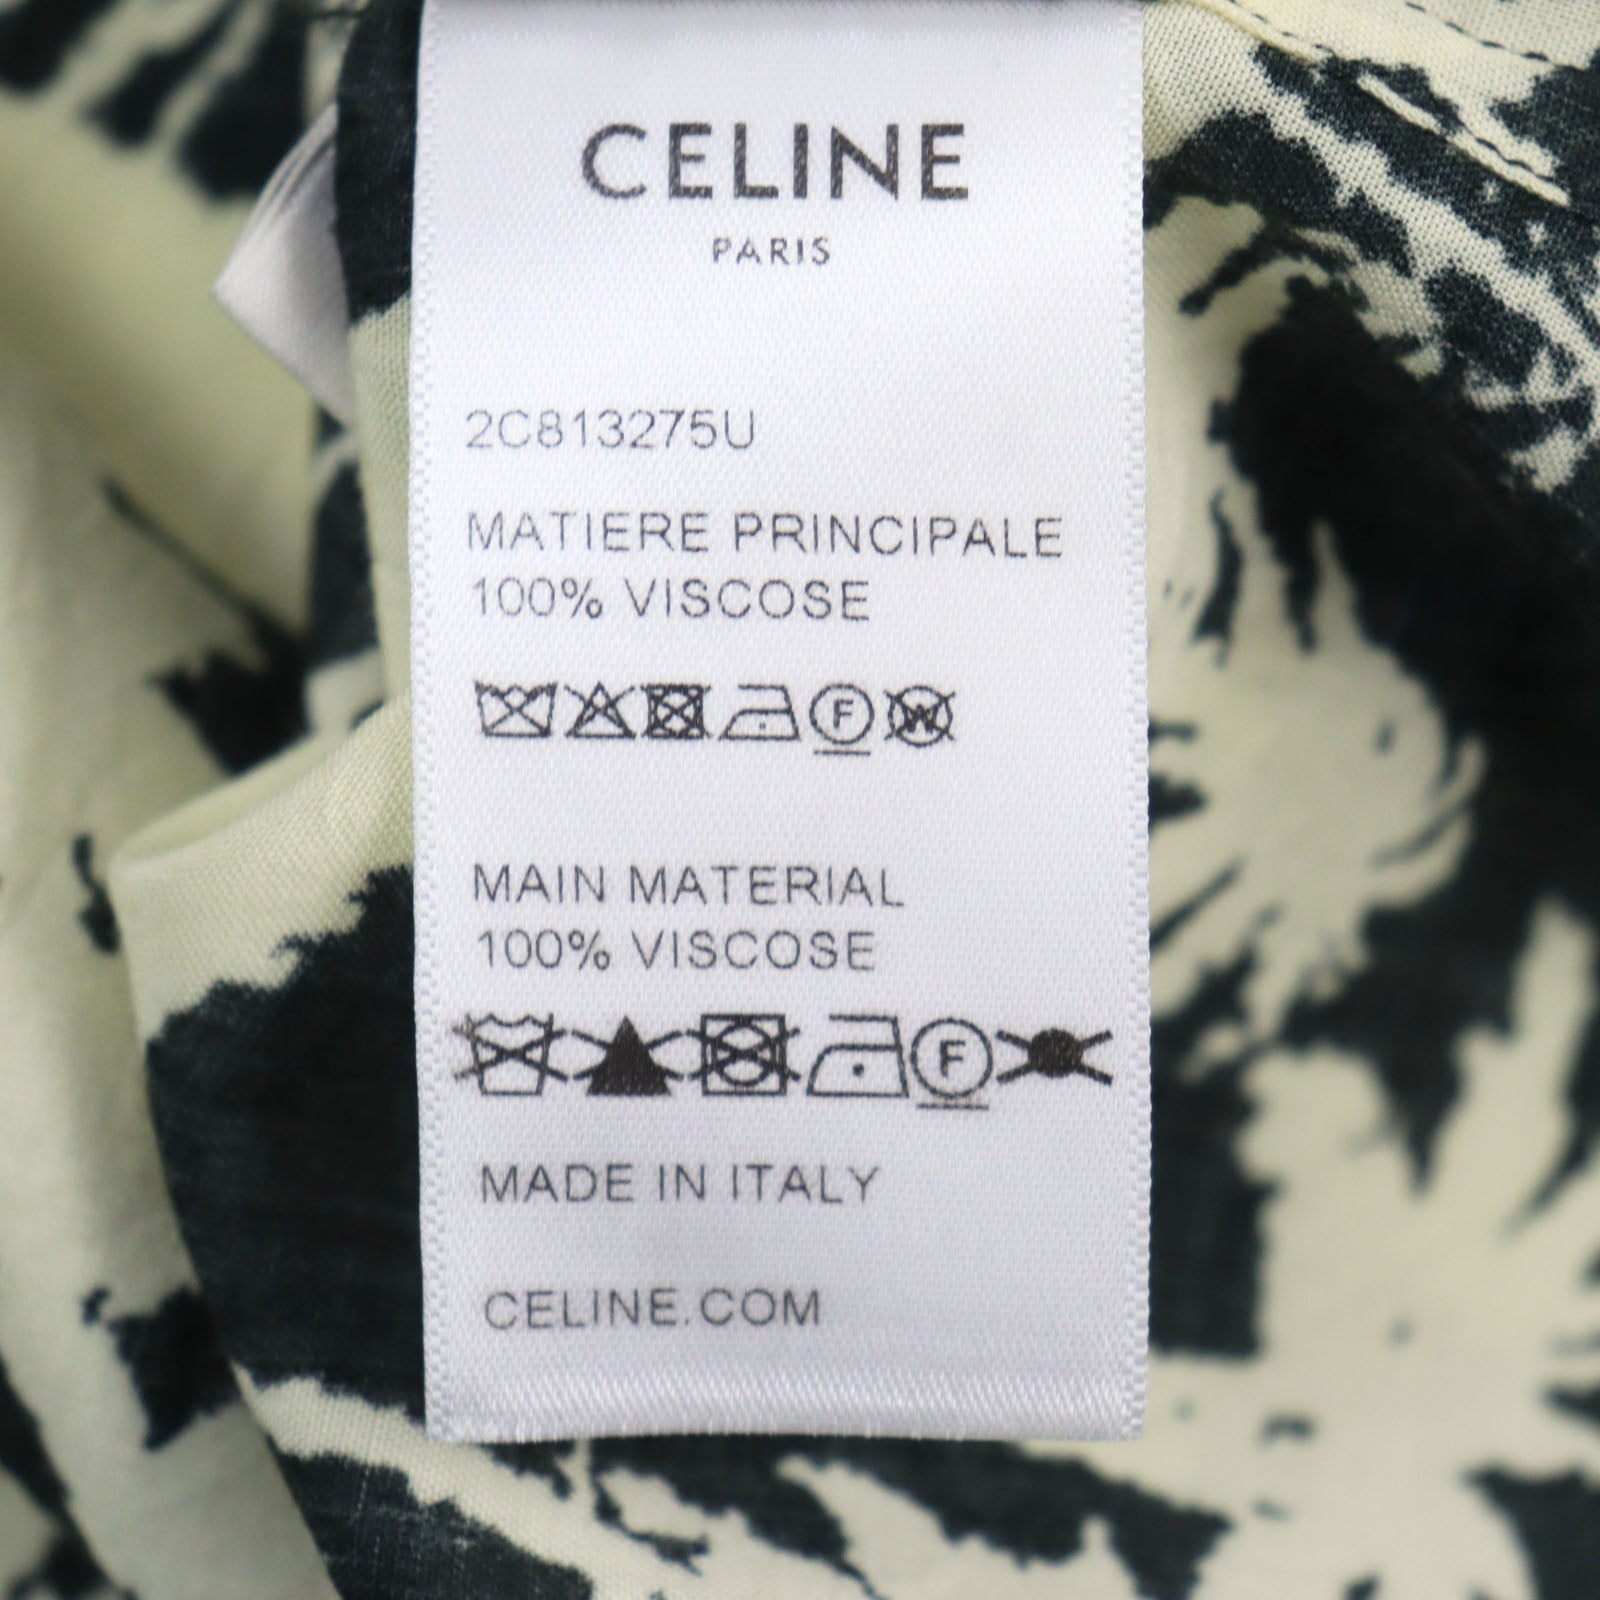 CELINE
PARIS
2C813275U
MATIERE PRINCIPALE
100% VISCOSE
F W
MAIN MATERIAL
100% VISCOSE
F
MADE IN ITALY
CELINE.COM